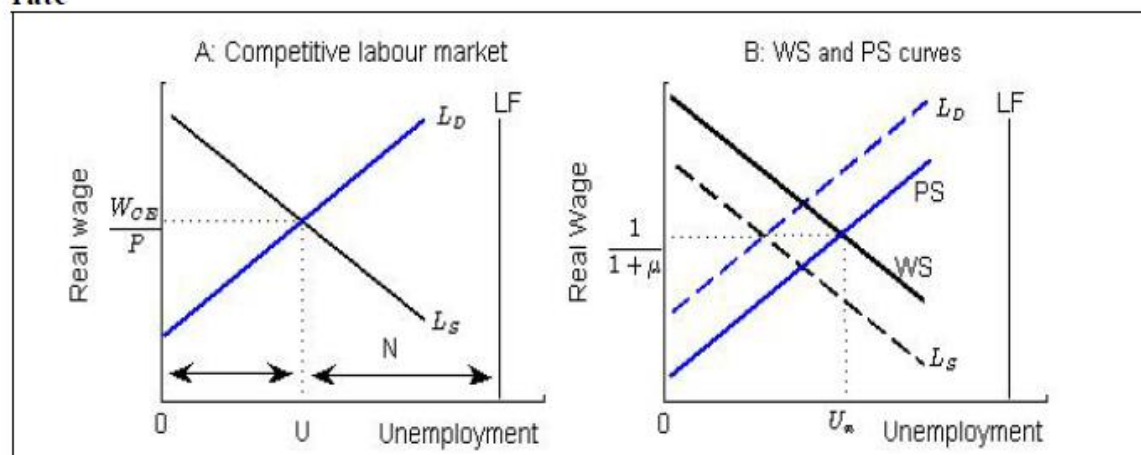 rate
A: Competitive labour market
LF
L_D
Real wage
W_CE
P
L_S
N
0
U
Unemployment
B: WS and PS curves
LF
L_D
PS
Real Wage
1
1 + μ
WS
L_S
0
U_n
Unemployment